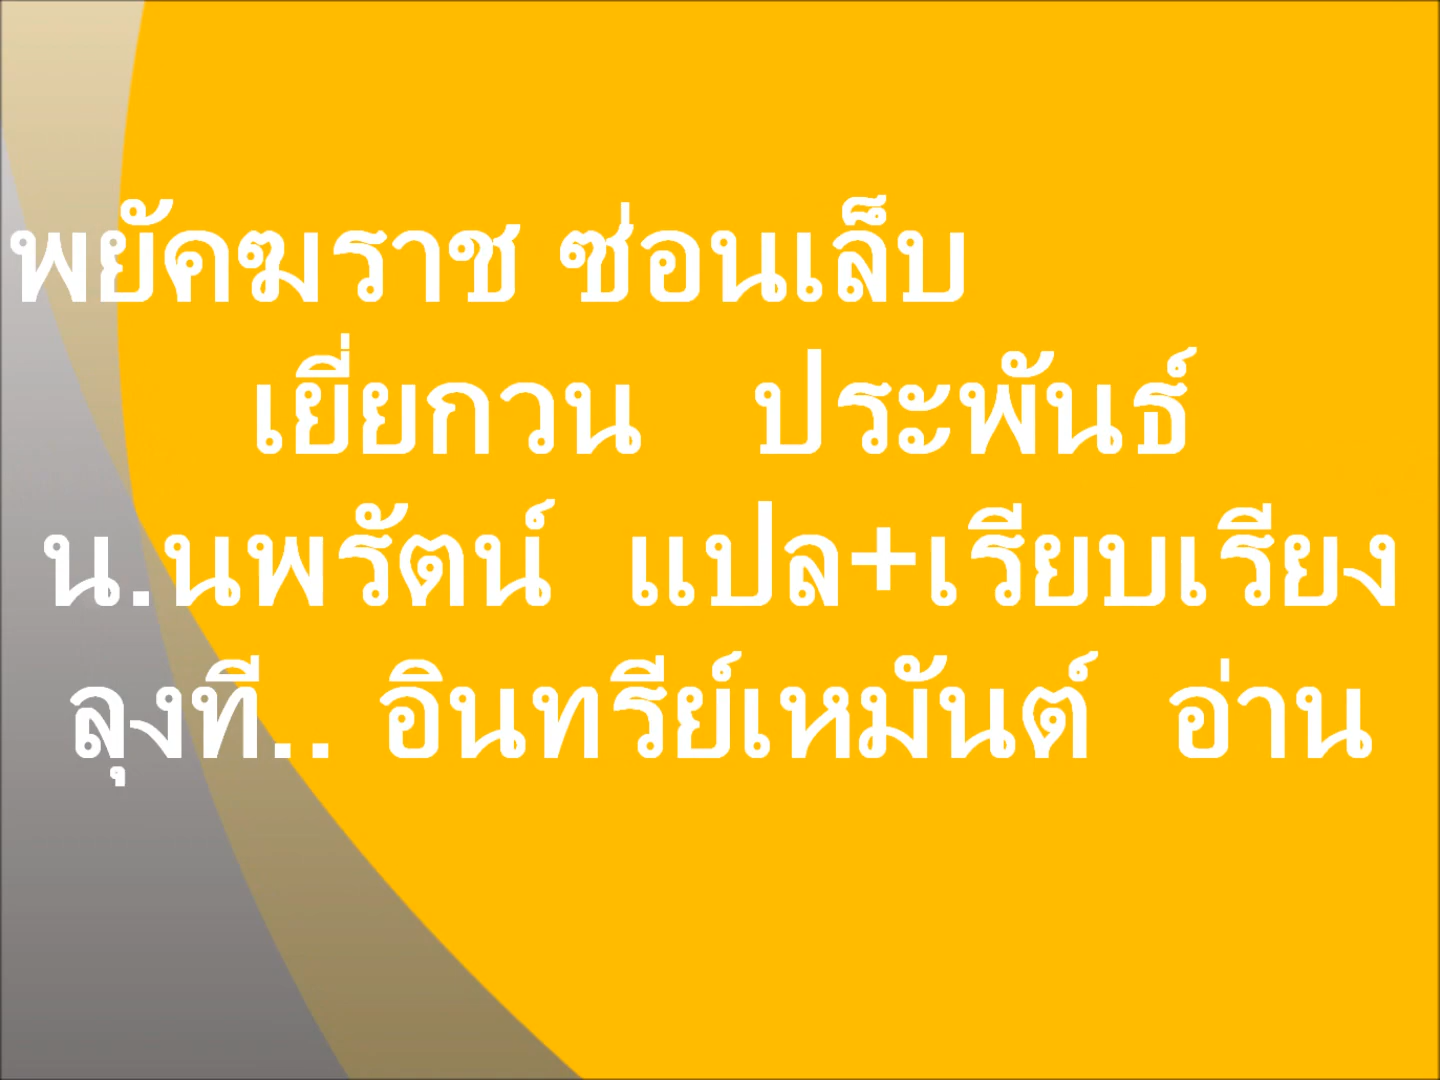 พยัคฆราช ซ่อนเล็บ
เยี่ยกวน ประพันธ์
น.นพรัตน์ แปล+เรียบเรียง
ลุงที.. อินทรีย์เหมันต์ อ่าน